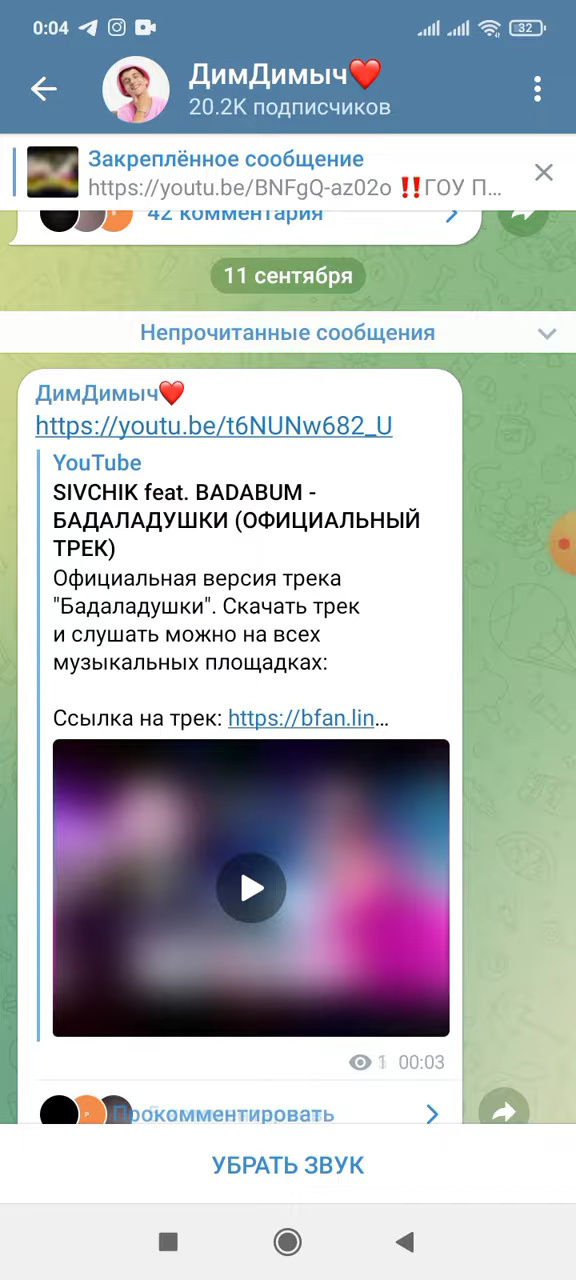 0:04
32
ДимДимыч❤️
20.2K подписчиков
Закреплённое сообщение
https://youtu.be/BNFgQ-az02o ‼️ГОУ П...
42 комментария
11 сентября
Непрочитанные сообщения
ДимДимыч❤️
https://youtu.be/t6NUNw682_U
YouTube
SIVCHIK feat. BADABUM -
БАДАЛАДУШКИ (ОФИЦИАЛЬНЫЙ
ТРЕК)
Официальная версия трека
"Бадаладушки". Скачать трек
и слушать можно на всех
музыкальных площадках:
Ссылка на трек: https://bfan.lin...
00:03
Прокомментировать
УБРАТЬ ЗВУК